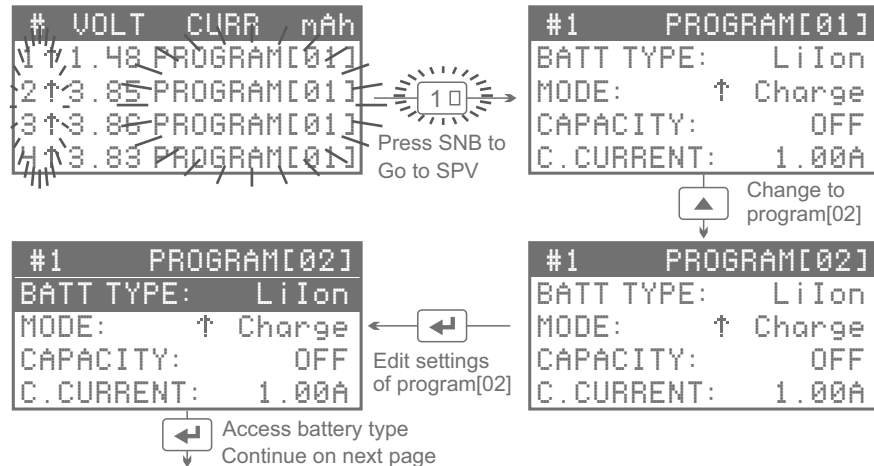 # VOLT CURR mAh
1↑1.48 PROGRAM[01]
2↑3.85 PROGRAM[01]
3↑3.86 PROGRAM[01]
4↑3.83 PROGRAM[01]
1
Press SNB to
Go to SPV
#1 PROGRAM[01]
BATT TYPE: LiIon
MODE: ↑ Charge
CAPACITY: OFF
C.CURRENT: 1.00A
Change to
program[02]
#1 PROGRAM[02]
BATT TYPE: LiIon
MODE: ↑ Charge
CAPACITY: OFF
C.CURRENT: 1.00A
Edit settings
of program[02]
#1 PROGRAM[02]
BATT TYPE: LiIon
MODE: ↑ Charge
CAPACITY: OFF
C.CURRENT: 1.00A
Access battery type
Continue on next page